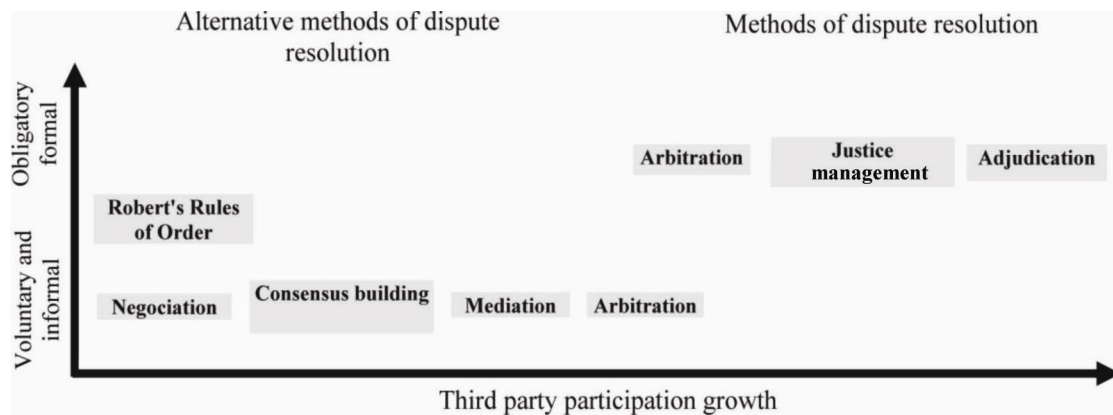 Alternative methods of dispute
resolution
Methods of dispute resolution
Obligatory
formal
Arbitration
Justice
management
Adjudication
Robert's Rules
of Order
Voluntary and
informal
Negociation
Consensus building
Mediation
Arbitration
Third party participation growth